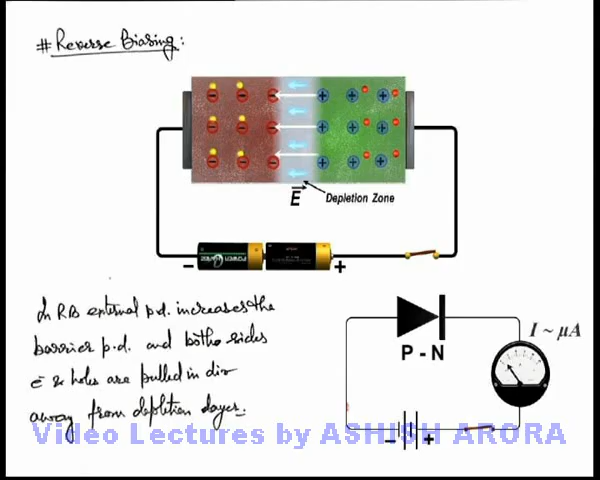 # Reverse Biasing:
E
Depletion Zone
-
+
In RB external p.d. increases the
barrier p.d. and both sides
e⁻ & holes are pulled in dir
away from depletion layer.
P - N
I ~ μA
-
+
Video Lectures by ASHISH ARORA